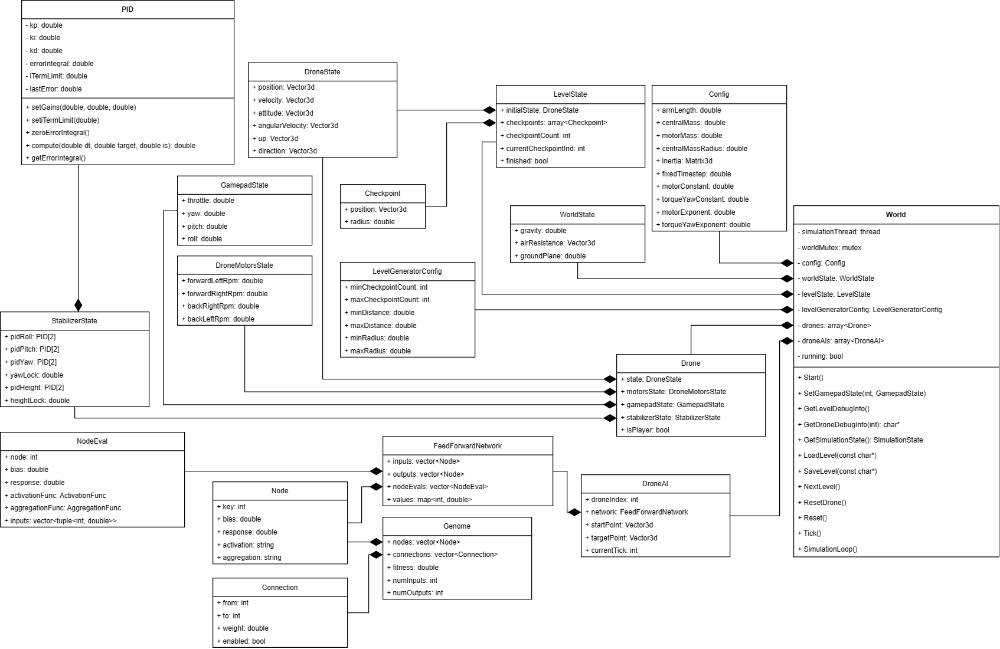 PID
- kp: double
- ki: double
- kd: double
- errorIntegral: double
- iTermLimit: double
- lastError: double
+ setGains(double, double, double)
+ setiTermLimit(double)
+ zeroErrorIntegral()
+ compute(double dt, double target, double is): double
+ getErrorIntegral()
DroneState
+ position: Vector3d
+ velocity: Vector3d
+ attitude: Vector3d
+ angularVelocity: Vector3d
+ up: Vector3d
+ direction: Vector3d
LevelState
+ initialState: DroneState
+ checkpoints: array<Checkpoint>
+ checkpointCount: int
+ currentCheckpointInd: int
+ finished: bool
Config
+ armLength: double
+ centralMass: double
+ motorMass: double
+ centralMassRadius: double
+ inertia: Matrix3d
+ fixedTimestep: double
+ motorConstant: double
+ torqueYawConstant: double
+ motorExponent: double
+ torqueYawExponent: double
GamepadState
+ throttle: double
+ yaw: double
+ pitch: double
+ roll: double
Checkpoint
+ position: Vector3d
+ radius: double
WorldState
+ gravity: double
+ airResistance: Vector3d
+ groundPlane: double
World
- simulationThread: thread
- worldMutex: mutex
- config: Config
- worldState: WorldState
- levelState: LevelState
- levelGeneratorConfig: LevelGeneratorConfig
- drones: array<Drone>
- droneAIs: array<DroneAI>
- running: bool
+ Start()
+ SetGamepadState(int, GamepadState)
+ GetLevelDebugInfo()
+ GetDroneDebugInfo(int): char*
+ GetSimulationState(): SimulationState
+ LoadLevel(const char*)
+ SaveLevel(const char*)
+ NextLevel()
+ ResetDrone()
+ Reset()
+ Tick()
+ SimulationLoop()
DroneMotorsState
+ forwardLeftRpm: double
+ forwardRightRpm: double
+ backRightRpm: double
+ backLeftRpm: double
LevelGeneratorConfig
+ minCheckpointCount: int
+ maxCheckpointCount: int
+ minDistance: double
+ maxDistance: double
+ minRadius: double
+ maxRadius: double
StabilizerState
+ pidRoll: PID[2]
+ pidPitch: PID[2]
+ pidYaw: PID[2]
+ yawLock: double
+ pidHeight: PID[2]
+ heightLock: double
Drone
+ state: DroneState
+ motorsState: DroneMotorsState
+ gamepadState: GamepadState
+ stabilizerState: StabilizerState
+ isPlayer: bool
NodeEval
+ node: int
+ bias: double
+ response: double
+ activationFunc: ActivationFunc
+ aggregationFunc: AggregationFunc
+ inputs: vector<tuple<int, double>>
FeedForwardNetwork
+ inputs: vector<Node>
+ outputs: vector<Node>
+ nodeEvals: vector<NodeEval>
+ values: map<int, double>
Node
+ key: int
+ bias: double
+ response: double
+ activation: string
+ aggregation: string
DroneAI
+ droneIndex: int
+ network: FeedForwardNetwork
+ startPoint: Vector3d
+ targetPoint: Vector3d
+ currentTick: int
Genome
+ nodes: vector<Node>
+ connections: vector<Connection>
+ fitness: double
+ numInputs: int
+ numOutputs: int
Connection
+ from: int
+ to: int
+ weight: double
+ enabled: bool